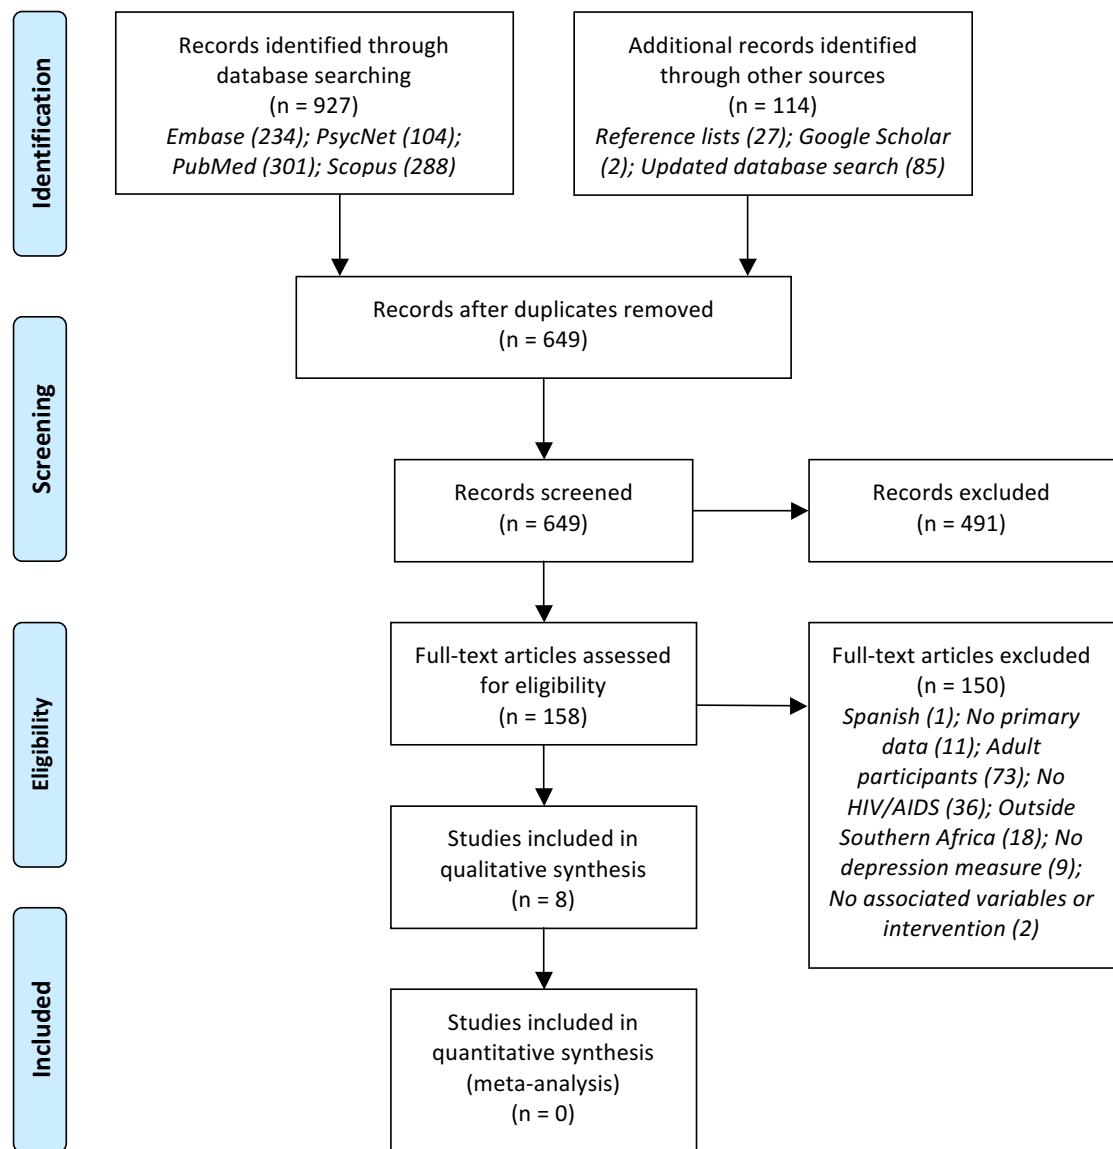 Identification
Records identified through
database searching
(n = 927)
Embase (234); PsycNet (104);
PubMed (301); Scopus (288)
Additional records identified
through other sources
(n = 114)
Reference lists (27); Google Scholar
(2); Updated database search (85)
Records after duplicates removed
(n = 649)
Screening
Records screened
(n = 649)
Records excluded
(n = 491)
Eligibility
Full-text articles assessed
for eligibility
(n = 158)
Full-text articles excluded
(n = 150)
Spanish (1); No primary
data (11); Adult
participants (73); No
HIV/AIDS (36); Outside
Southern Africa (18); No
depression measure (9);
No associated variables or
intervention (2)
Studies included in
qualitative synthesis
(n = 8)
Included
Studies included in
quantitative synthesis
(meta-analysis)
(n = 0)